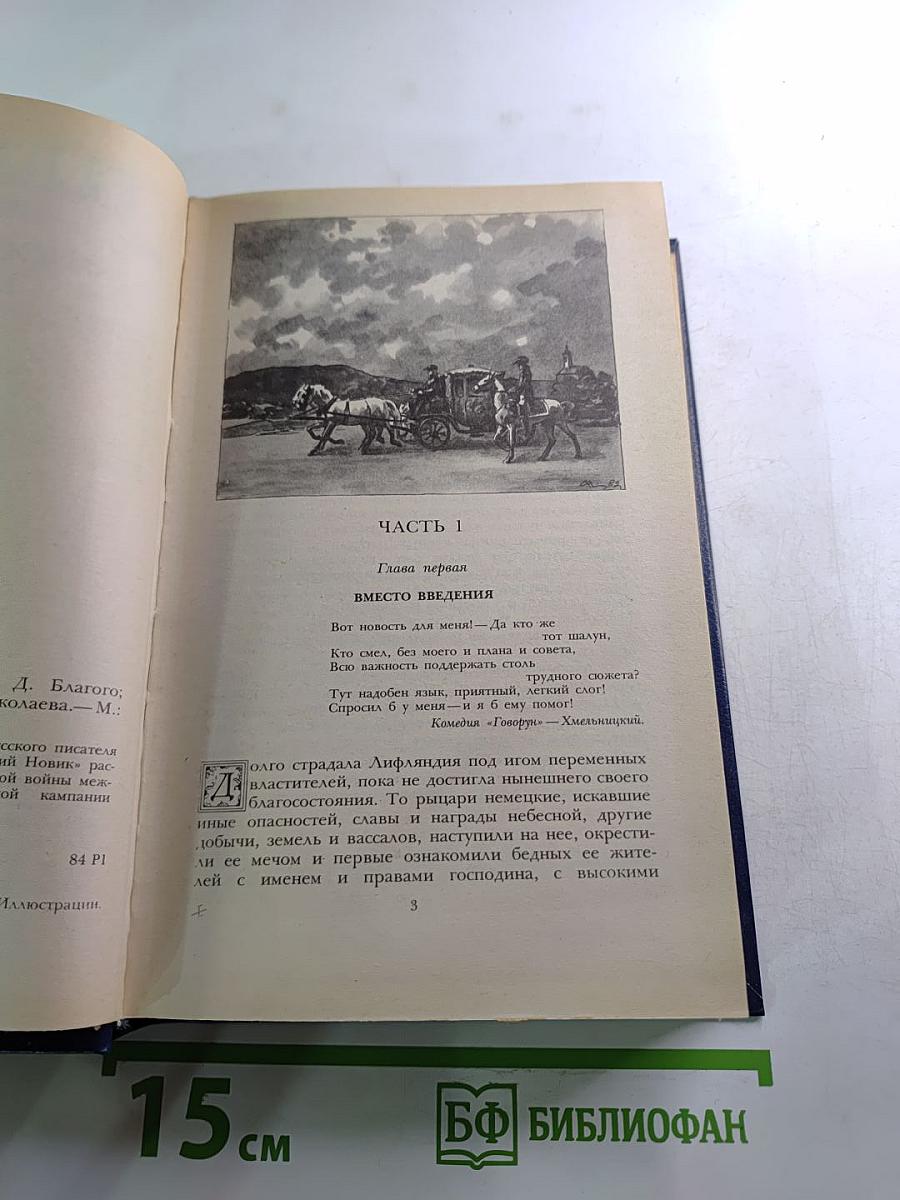 Д. Благого;
колаева.— М.:
сского писателя
ий Новик» рас-
ой войны меж-
ой кампании
84 Р1
Иллюстрации.
ЧАСТЬ 1
Глава первая
ВМЕСТО ВВЕДЕНИЯ
Вот новость для меня! — Да кто же
тот шалун,
Кто смел, без моего и плана и совета,
Всю важность поддержать столь
трудного сюжета?
Тут надобен язык, приятный, легкий слог!
Спросил б у меня — и я б ему помог!
Комедия «Говорун» — Хмельницкий.
Долго страдала Лифляндия под игом переменных
властителей, пока не достигла нынешнего своего
благосостояния. То рыцари немецкие, искавшие
иные опасностей, славы и награды небесной, другие
добычи, земель и вассалов, наступили на нее, окрести-
ли ее мечом и первые ознакомили бедных ее жите-
лей с именем и правами господина, с высокими
3
15 см
БФ БИБЛИОФАН